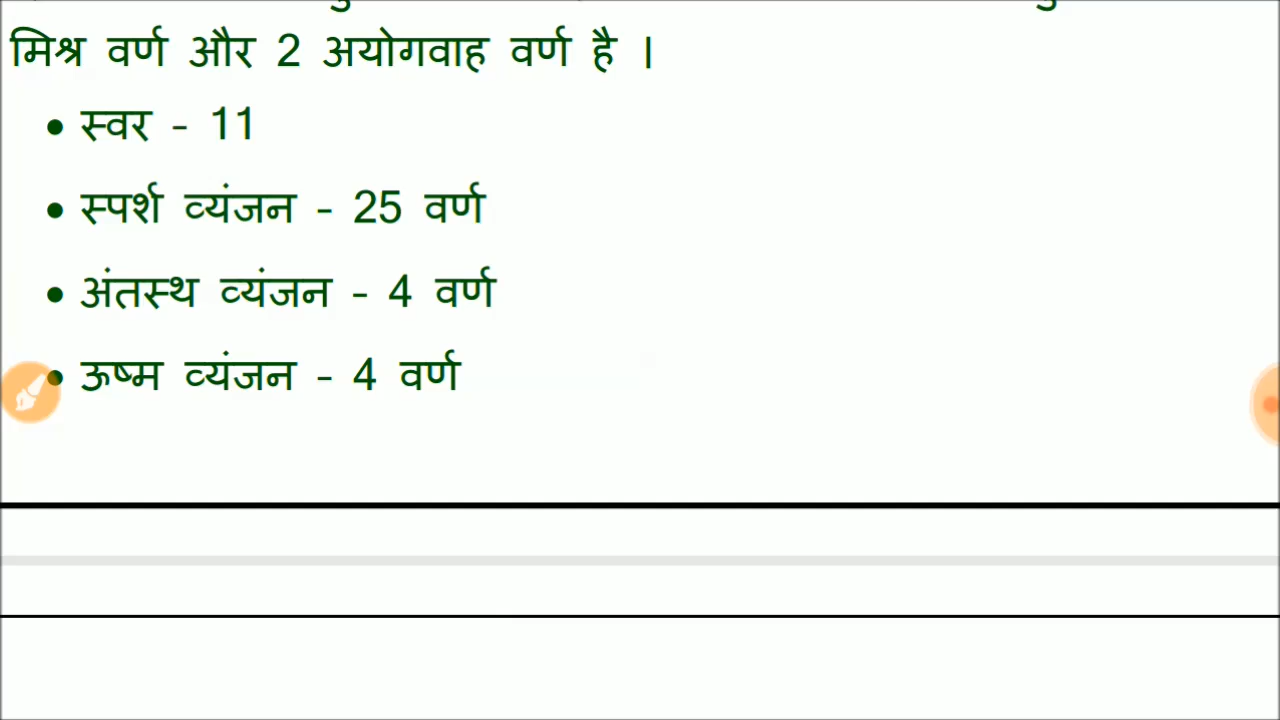 मिश्र वर्ण और 2 अयोगवाह वर्ण है ।
• स्वर - 11
• स्पर्श व्यंजन - 25 वर्ण
• अंतस्थ व्यंजन - 4 वर्ण
• ऊष्म व्यंजन - 4 वर्ण